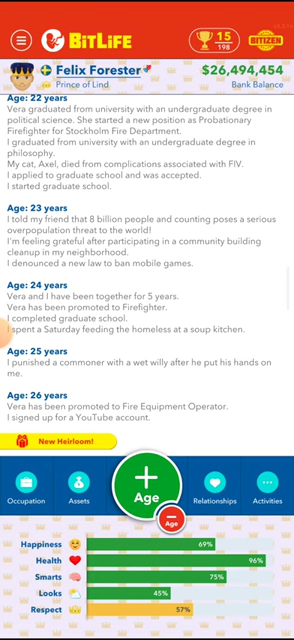 BitLife
15
198
BITIZEN
Felix Forester
$26,494,454
Prince of Lind
Bank Balance
Age: 22 years
Vera graduated from university with an undergraduate degree in
political science. She started a new position as Probationary
Firefighter for Stockholm Fire Department.
I graduated from university with an undergraduate degree in
philosophy.
My cat, Axel, died from complications associated with FIV.
I applied to graduate school and was accepted.
I started graduate school.
Age: 23 years
I told my friend that 8 billion people and counting poses a serious
overpopulation threat to the world!
I'm feeling grateful after participating in a community building
cleanup in my neighborhood.
I denounced a new law to ban mobile games.
Age: 24 years
Vera and I have been together for 5 years.
Vera has been promoted to Firefighter.
I completed graduate school.
I spent a Saturday feeding the homeless at a soup kitchen.
Age: 25 years
I punished a commoner with a wet willy after he put his hands on
me.
Age: 26 years
Vera has been promoted to Fire Equipment Operator.
I signed up for a YouTube account.
New Heirloom!
Occupation
Assets
Age
Relationships
Activities
Age
Happiness
69%
Health
96%
Smarts
75%
Looks
45%
Respect
57%